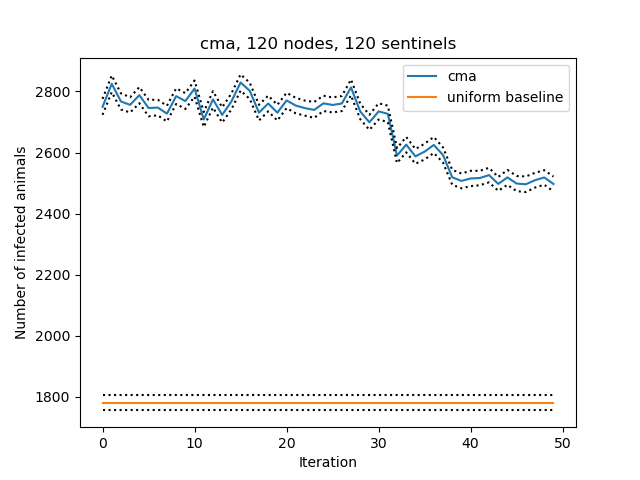 cma, 120 nodes, 120 sentinels
cma
uniform baseline
Number of infected animals
2800
2600
2400
2200
2000
1800
0 10 20 30 40 50
Iteration